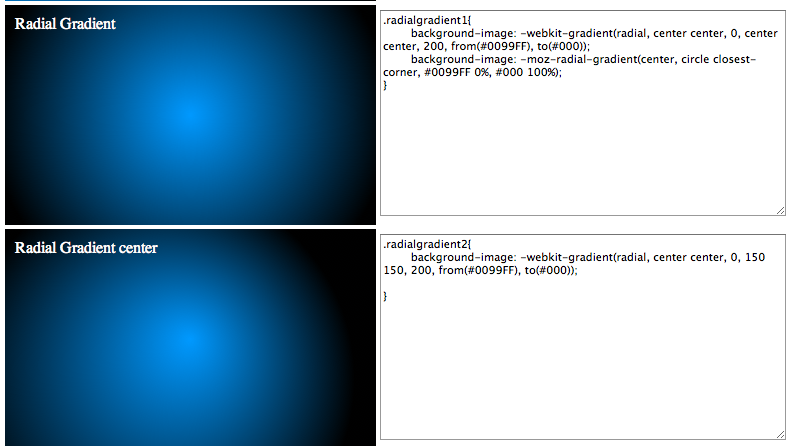 Radial Gradient
.radialgradient1{
background-image: -webkit-gradient(radial, center center, 0, center
center, 200, from(#0099FF), to(#000));
background-image: -moz-radial-gradient(center, circle closest-
corner, #0099FF 0%, #000 100%);
}
Radial Gradient center
.radialgradient2{
background-image: -webkit-gradient(radial, center center, 0, 150
150, 200, from(#0099FF), to(#000));
}